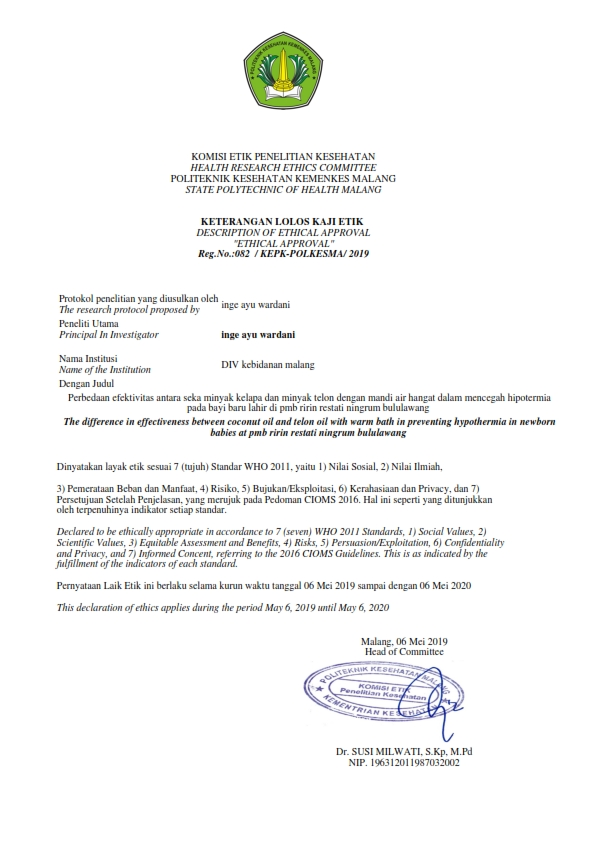 POLITEKNIK KESEHATAN KEMENKES MALANG
KOMISI ETIK PENELITIAN KESEHATAN
HEALTH RESEARCH ETHICS COMMITTEE
POLITEKNIK KESEHATAN KEMENKES MALANG
STATE POLYTECHNIC OF HEALTH MALANG
KETERANGAN LOLOS KAJI ETIK
DESCRIPTION OF ETHICAL APPROVAL
"ETHICAL APPROVAL"
Reg.No.:082 / KEPK-POLKESMA/ 2019
Protokol penelitian yang diusulkan oleh
The research protocol proposed by
inge ayu wardani
Peneliti Utama
Principal In Investigator
inge ayu wardani
Nama Institusi
Name of the Institution
DIV kebidanan malang
Dengan Judul
Perbedaan efektivitas antara seka minyak kelapa dan minyak telon dengan mandi air hangat dalam mencegah hipotermia
pada bayi baru lahir di pmb ririn restati ningrum bululawang
The difference in effectiveness between coconut oil and telon oil with warm bath in preventing hypothermia in newborn
babies at pmb ririn restati ningrum bululawang
Dinyatakan layak etik sesuai 7 (tujuh) Standar WHO 2011, yaitu 1) Nilai Sosial, 2) Nilai Ilmiah,
3) Pemerataan Beban dan Manfaat, 4) Risiko, 5) Bujukan/Eksploitasi, 6) Kerahasiaan dan Privacy, dan 7)
Persetujuan Setelah Penjelasan, yang merujuk pada Pedoman CIOMS 2016. Hal ini seperti yang ditunjukkan
oleh terpenuhinya indikator setiap standar.
Declared to be ethically appropriate in accordance to 7 (seven) WHO 2011 Standards, 1) Social Values, 2)
Scientific Values, 3) Equitable Assessment and Benefits, 4) Risks, 5) Persuasion/Exploitation, 6) Confidentiality
and Privacy, and 7) Informed Concent, referring to the 2016 CIOMS Guidelines. This is as indicated by the
fulfillment of the indicators of each standard.
Pernyataan Laik Etik ini berlaku selama kurun waktu tanggal 06 Mei 2019 sampai dengan 06 Mei 2020
This declaration of ethics applies during the period May 6, 2019 until May 6, 2020
Malang, 06 Mei 2019
Head of Committee
POLITEKNIK KESEHATAN MALANG
KOMISI ETIK
Penelitian Kesehatan
KEMENTRIAN KESEHATAN
Dr. SUSI MILWATI, S.Kp, M.Pd
NIP. 196312011987032002